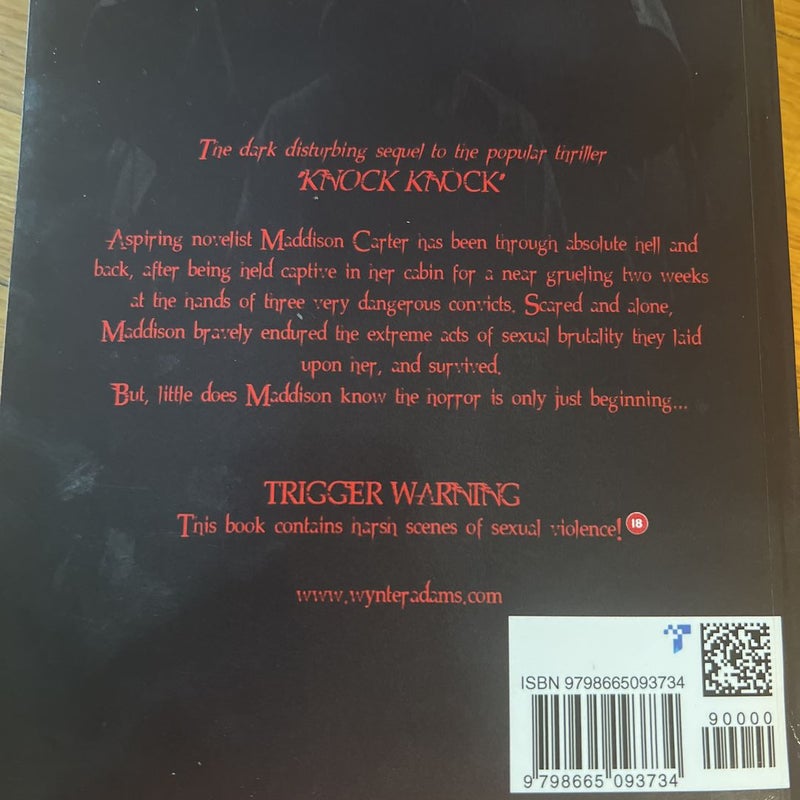 The dark disturbing sequel to the popular thriller
'KNOCK KNOCK'
Aspiring novelist Maddison Carter has been through absolute hell and
back, after being held captive in her cabin for a near grueling two weeks
at the hands of three very dangerous convicts. Scared and alone,
Maddison bravely endured the extreme acts of sexual brutality they laid
upon her, and survived.
But, little does Maddison know the horror is only just beginning...
TRIGGER WARNING
This book contains harsh scenes of sexual violence! 18
www.wynteradams.com
ISBN 9798665093734
90000
9 798665 093734